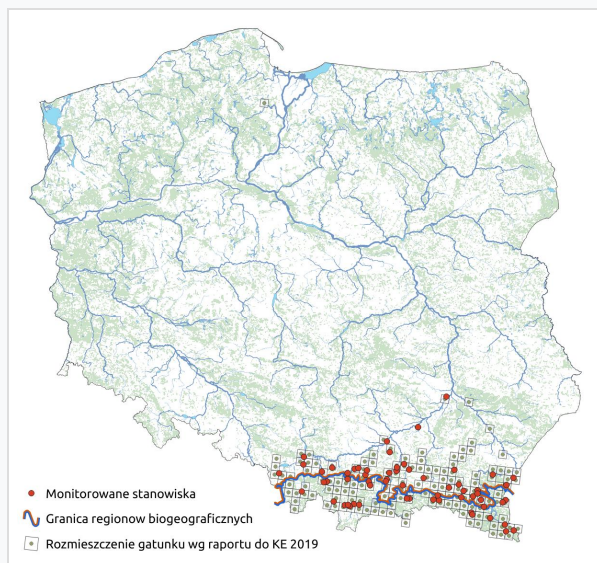 Monitorowane stanowiska
Granica regionow biogeograficznych
Rozmieszczenie gatunku wg raportu do KE 2019